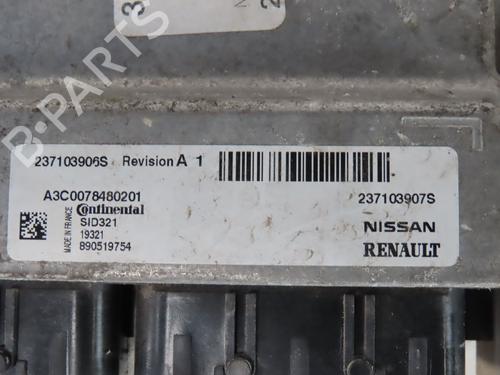 B-PARTS
237103906S Revision A 1
A3C0078480201
Continental
237103907S
SID321
19321
MADE IN FRANCE
890519754
NISSAN
RENAULT